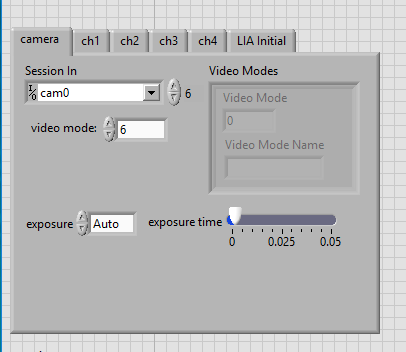 camera ch1 ch2 ch3 ch4 LIA Initial
Session In
I/O cam0 6
video mode: 6
Video Modes
Video Mode
0
Video Mode Name
exposure Auto
exposure time
0 0.025 0.05